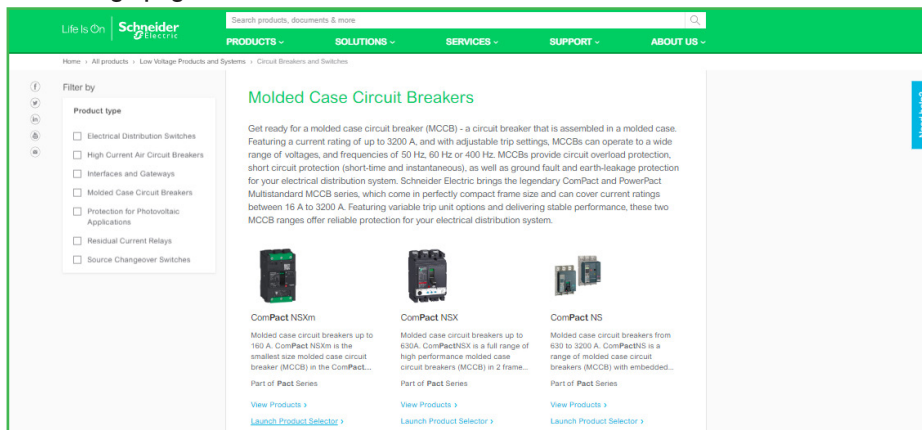 Life Is On Schneider Electric
Search products, documents & more
PRODUCTS SOLUTIONS SERVICES SUPPORT ABOUT US
Home > All products > Low Voltage Products and Systems > Circuit Breakers and Switches
Filter by
Product type
Electrical Distribution Switches
High Current Air Circuit Breakers
Interfaces and Gateways
Molded Case Circuit Breakers
Protection for Photovoltaic
Applications
Residual Current Relays
Source Changeover Switches
Molded Case Circuit Breakers
Get ready for a molded case circuit breaker (MCCB) - a circuit breaker that is assembled in a molded case.
Featuring a current rating of up to 3200 A, and with adjustable trip settings, MCCBs can operate to a wide
range of voltages, and frequencies of 50 Hz, 60 Hz or 400 Hz. MCCBs provide circuit overload protection,
short circuit protection (short-time and instantaneous), as well as ground fault and earth-leakage protection
for your electrical distribution system. Schneider Electric brings the legendary ComPact and PowerPact
Multistandard MCCB series, which come in perfectly compact frame size and can cover current ratings
between 16 A to 3200 A. Featuring variable trip unit options and delivering stable performance, these two
MCCB ranges offer reliable protection for your electrical distribution system.
ComPact NSXm
Molded case circuit breakers up to
160 A. ComPact NSXm is the
smallest size molded case circuit
breaker (MCCB) in the ComPact...
Part of Pact Series
View Products >
Launch Product Selector >
ComPact NSX
Molded case circuit breakers up to
630A. ComPactNSX is a full range of
high performance molded case
circuit breakers (MCCB) in 2 frame...
Part of Pact Series
View Products >
Launch Product Selector >
ComPact NS
Molded case circuit breakers from
630 to 3200 A. ComPactNS is a
range of molded case circuit
breakers (MCCB) with embedded...
Part of Pact Series
View Products >
Launch Product Selector >